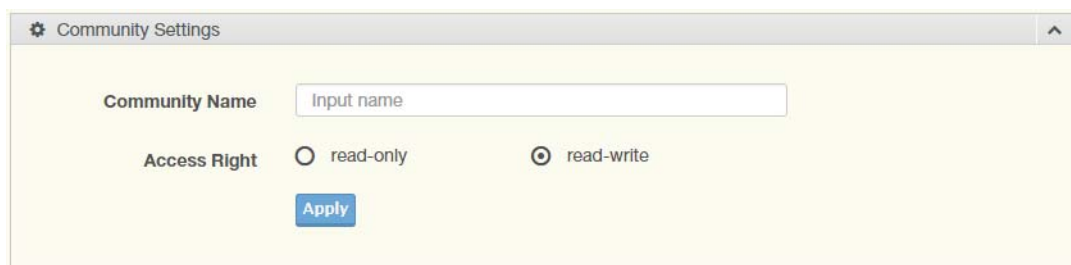 Community Settings
Community Name Input name
Access Right read-only read-write
Apply